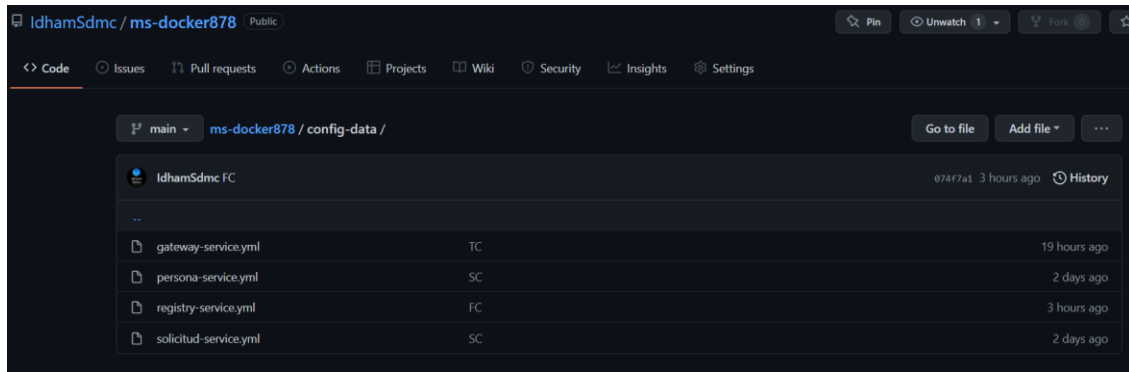 IdhamSdmc / ms-docker878 Public Pin Unwatch 1 Fork 0
Code Issues Pull requests Actions Projects Wiki Security Insights Settings
main ms-docker878 / config-data / Go to file Add file ...
IdhamSdmc FC 074f7a1 3 hours ago History
..
gateway-service.yml TC 19 hours ago
persona-service.yml SC 2 days ago
registry-service.yml FC 3 hours ago
solicitud-service.yml SC 2 days ago